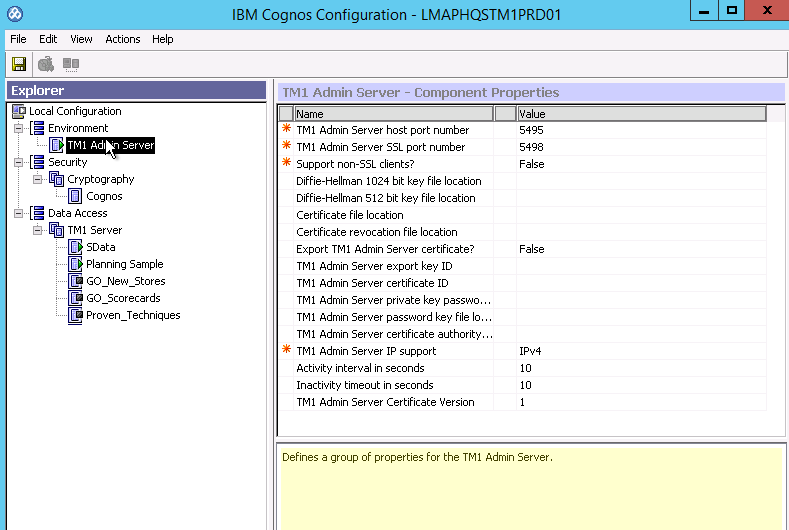 IBM Cognos Configuration - LMAPHQSTM1PRD01
File Edit View Actions Help
Explorer
Local Configuration
Environment
TM1 Admin Server
Security
Cryptography
Cognos
Data Access
TM1 Server
SData
Planning Sample
GO_New_Stores
GO_Scorecards
Proven_Techniques
TM1 Admin Server - Component Properties
Name Value
* TM1 Admin Server host port number 5495
* TM1 Admin Server SSL port number 5498
* Support non-SSL clients? False
Diffie-Hellman 1024 bit key file location
Diffie-Hellman 512 bit key file location
Certificate file location
Certificate revocation file location
Export TM1 Admin Server certificate? False
TM1 Admin Server export key ID
TM1 Admin Server certificate ID
TM1 Admin Server private key passwo...
TM1 Admin Server password key file lo...
TM1 Admin Server certificate authority...
* TM1 Admin Server IP support IPv4
Activity interval in seconds 10
Inactivity timeout in seconds 10
TM1 Admin Server Certificate Version 1
Defines a group of properties for the TM1 Admin Server.